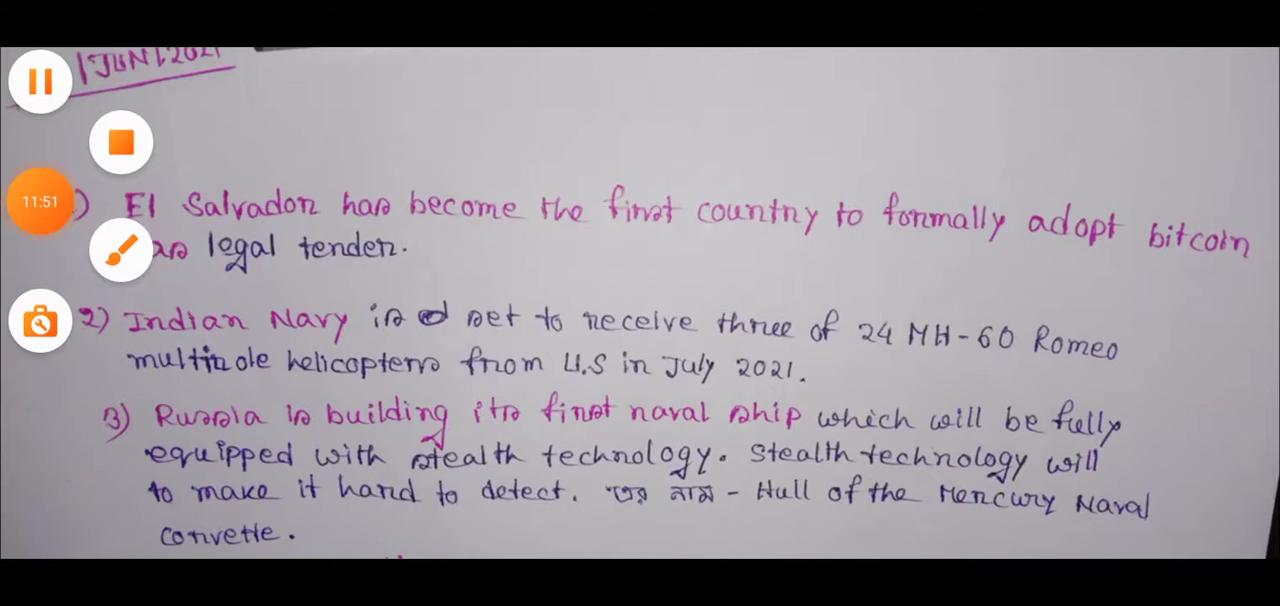 1 JUN 1 2021
11:51
) El Salvador has become the first country to formally adopt bitcoin
as legal tender.
2) Indian Navy is set to receive three of 24 MH-60 Romeo
multirole helicopters from U.S in July 2021.
3) Russia is building its first naval ship which will be fully
equipped with stealth technology. Stealth technology will
to make it hard to detect. তার নাম - Hull of the Mercury Naval
Corvette.